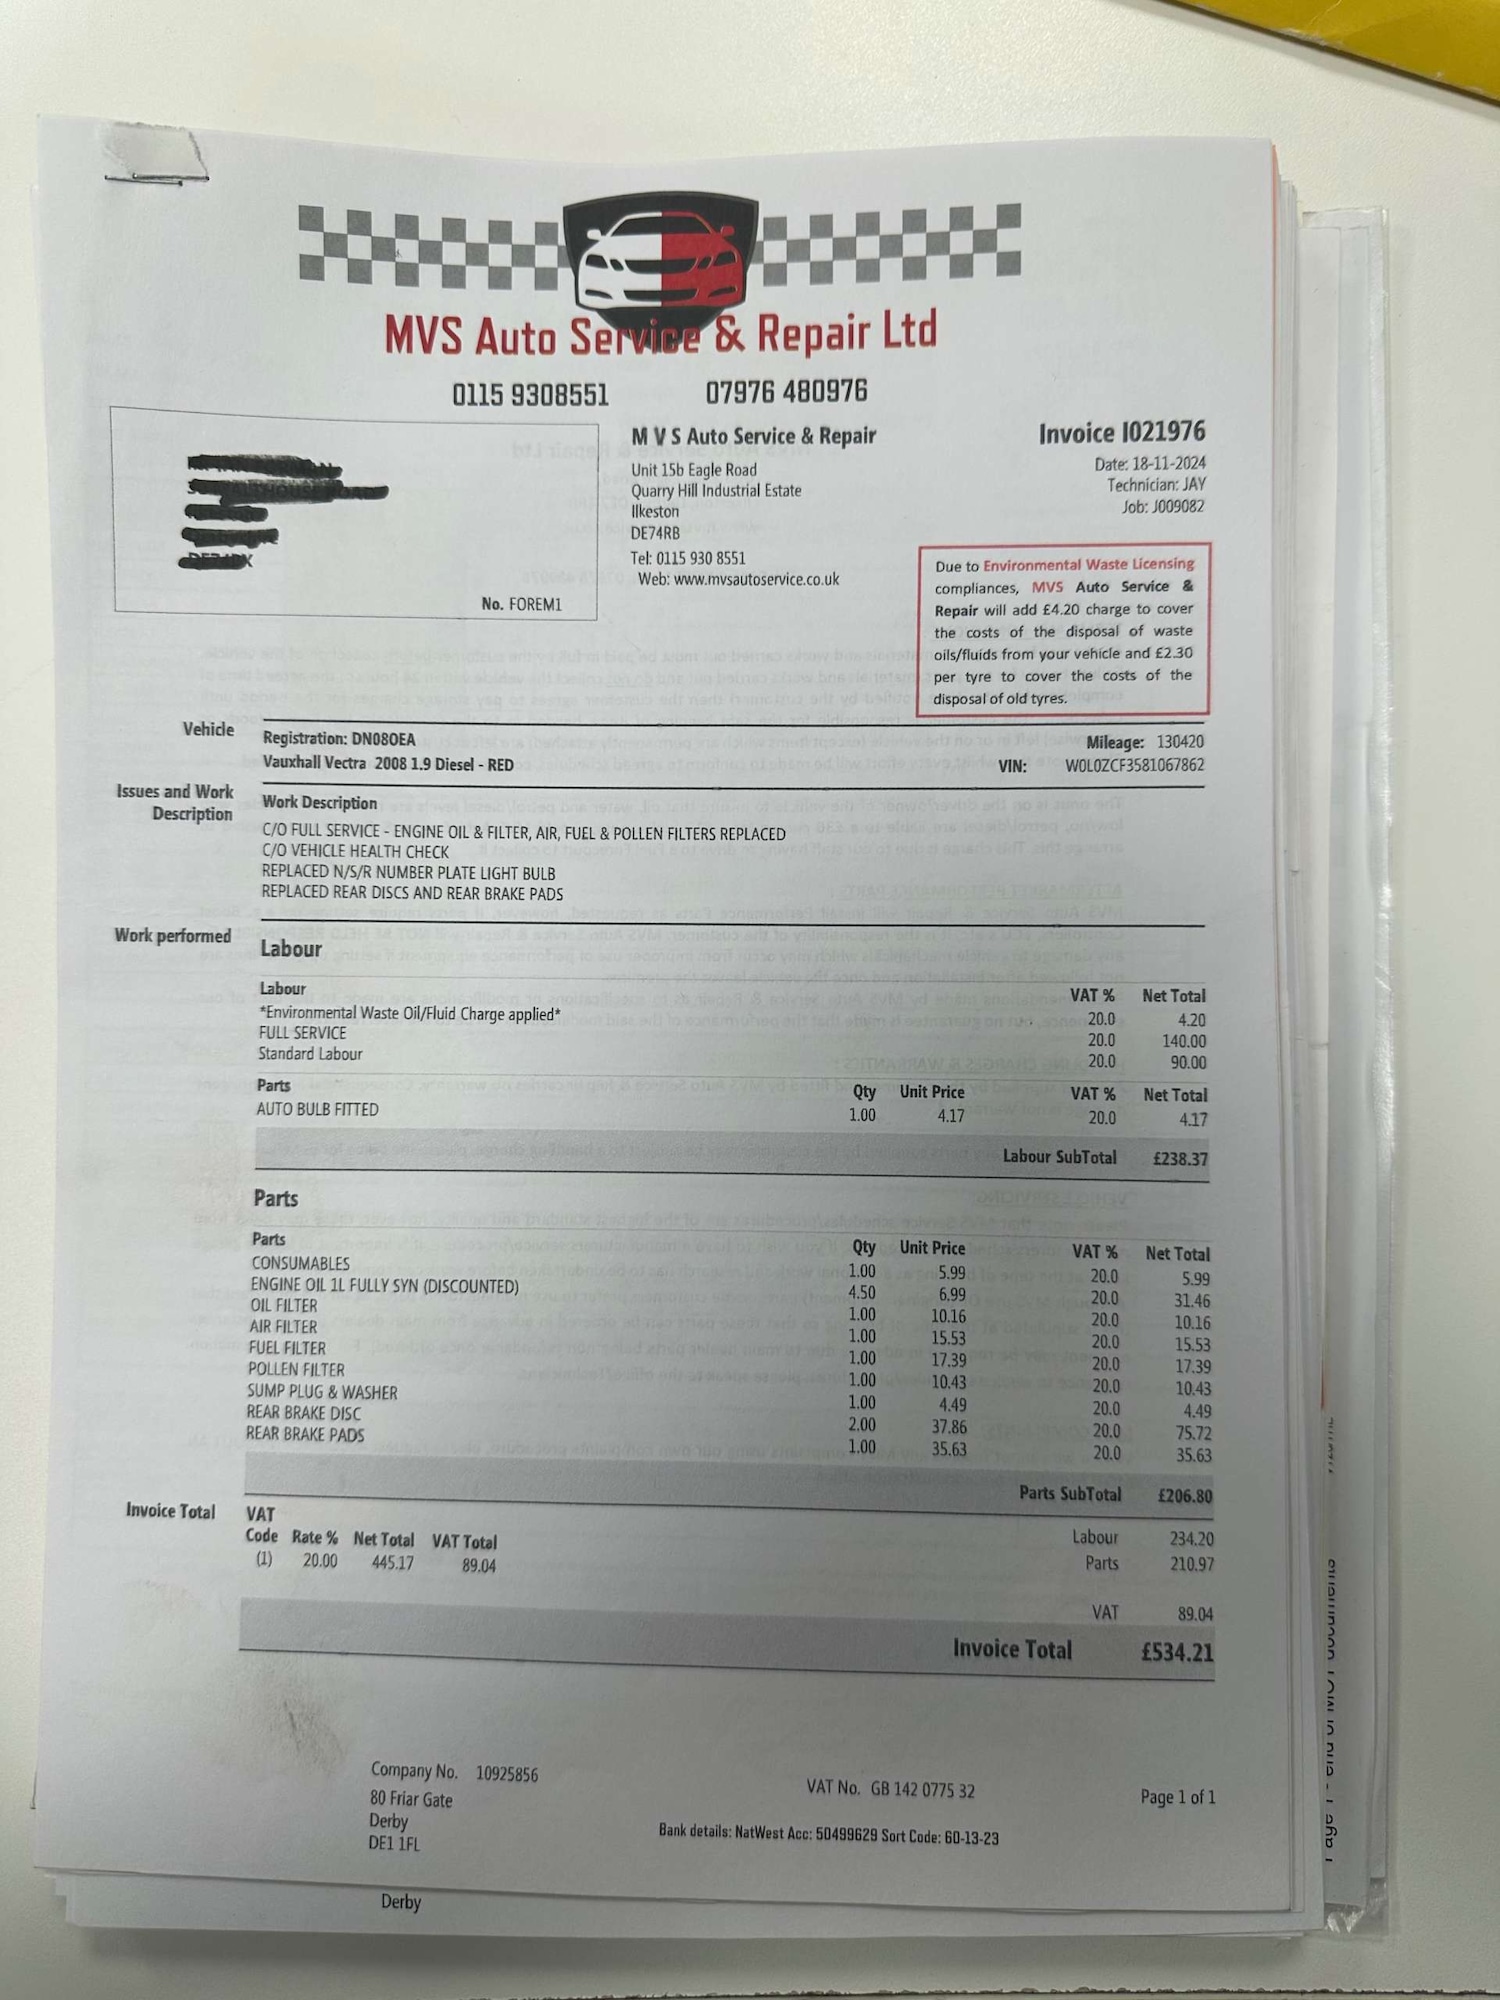 MVS Auto Service & Repair Ltd
0115 9308551 07976 480976
No. FOREM1
M V S Auto Service & Repair
Unit 15b Eagle Road
Quarry Hill Industrial Estate
Ilkeston
DE74RB
Tel: 0115 930 8551
Web: www.mvsautoservice.co.uk
Invoice I021976
Date: 18-11-2024
Technician: JAY
Job: J009082
Due to Environmental Waste Licensing
compliances, MVS Auto Service &
Repair will add £4.20 charge to cover
the costs of the disposal of waste
oils/fluids from your vehicle and £2.30
per tyre to cover the costs of the
disposal of old tyres.
Vehicle
Registration: DN08OEA Mileage: 130420
Vauxhall Vectra 2008 1.9 Diesel - RED VIN: W0L0ZCF3581067862
Issues and Work
Description
Work Description
C/O FULL SERVICE - ENGINE OIL & FILTER, AIR, FUEL & POLLEN FILTERS REPLACED
C/O VEHICLE HEALTH CHECK
REPLACED N/S/R NUMBER PLATE LIGHT BULB
REPLACED REAR DISCS AND REAR BRAKE PADS
Work performed
Labour
Labour VAT % Net Total
*Environmental Waste Oil/Fluid Charge applied* 20.0 4.20
FULL SERVICE 20.0 140.00
Standard Labour 20.0 90.00
Parts Qty Unit Price VAT % Net Total
AUTO BULB FITTED 1.00 4.17 20.0 4.17
Labour SubTotal £238.37
Parts
Parts Qty Unit Price VAT % Net Total
CONSUMABLES 1.00 5.99 20.0 5.99
ENGINE OIL 1L FULLY SYN (DISCOUNTED) 4.50 6.99 20.0 31.46
OIL FILTER 1.00 10.16 20.0 10.16
AIR FILTER 1.00 15.53 20.0 15.53
FUEL FILTER 1.00 17.39 20.0 17.39
POLLEN FILTER 1.00 10.43 20.0 10.43
SUMP PLUG & WASHER 1.00 4.49 20.0 4.49
REAR BRAKE DISC 2.00 37.86 20.0 75.72
REAR BRAKE PADS 1.00 35.63 20.0 35.63
Parts SubTotal £206.80
Invoice Total
VAT
Code Rate % Net Total VAT Total
(1) 20.00 445.17 89.04
Labour 234.20
Parts 210.97
VAT 89.04
Invoice Total £534.21
Company No. 10925856
80 Friar Gate
Derby
DE1 1FL
VAT No. GB 142 0775 32
Bank details: NatWest Acc: 50499629 Sort Code: 60-13-23
Page 1 of 1
Derby